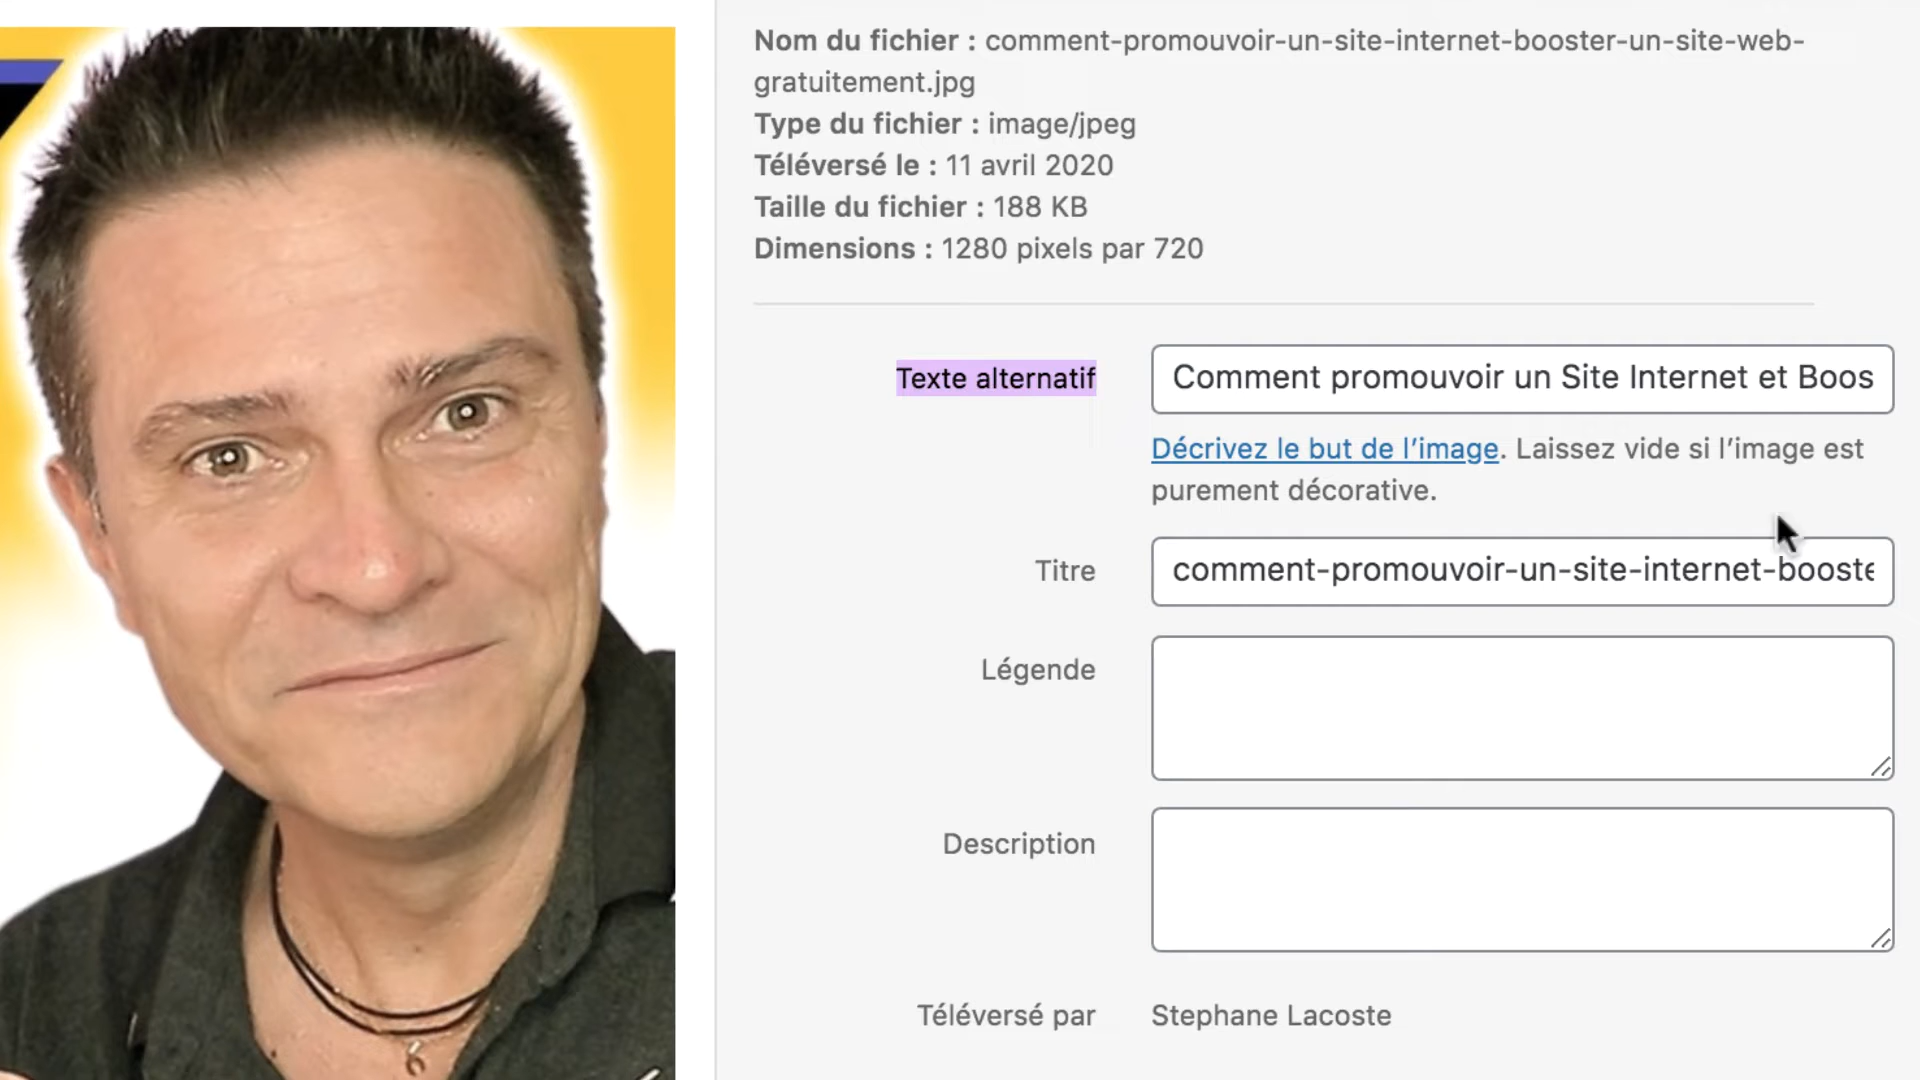 Nom du fichier : comment-promouvoir-un-site-internet-booster-un-site-web-
gratuitement.jpg
Type du fichier : image/jpeg
Téléversé le : 11 avril 2020
Taille du fichier : 188 KB
Dimensions : 1280 pixels par 720
Texte alternatif
Comment promouvoir un Site Internet et Boos
Décrivez le but de l’image. Laissez vide si l’image est
purement décorative.
Titre
comment-promouvoir-un-site-internet-booste
Légende
Description
Téléversé par
Stephane Lacoste